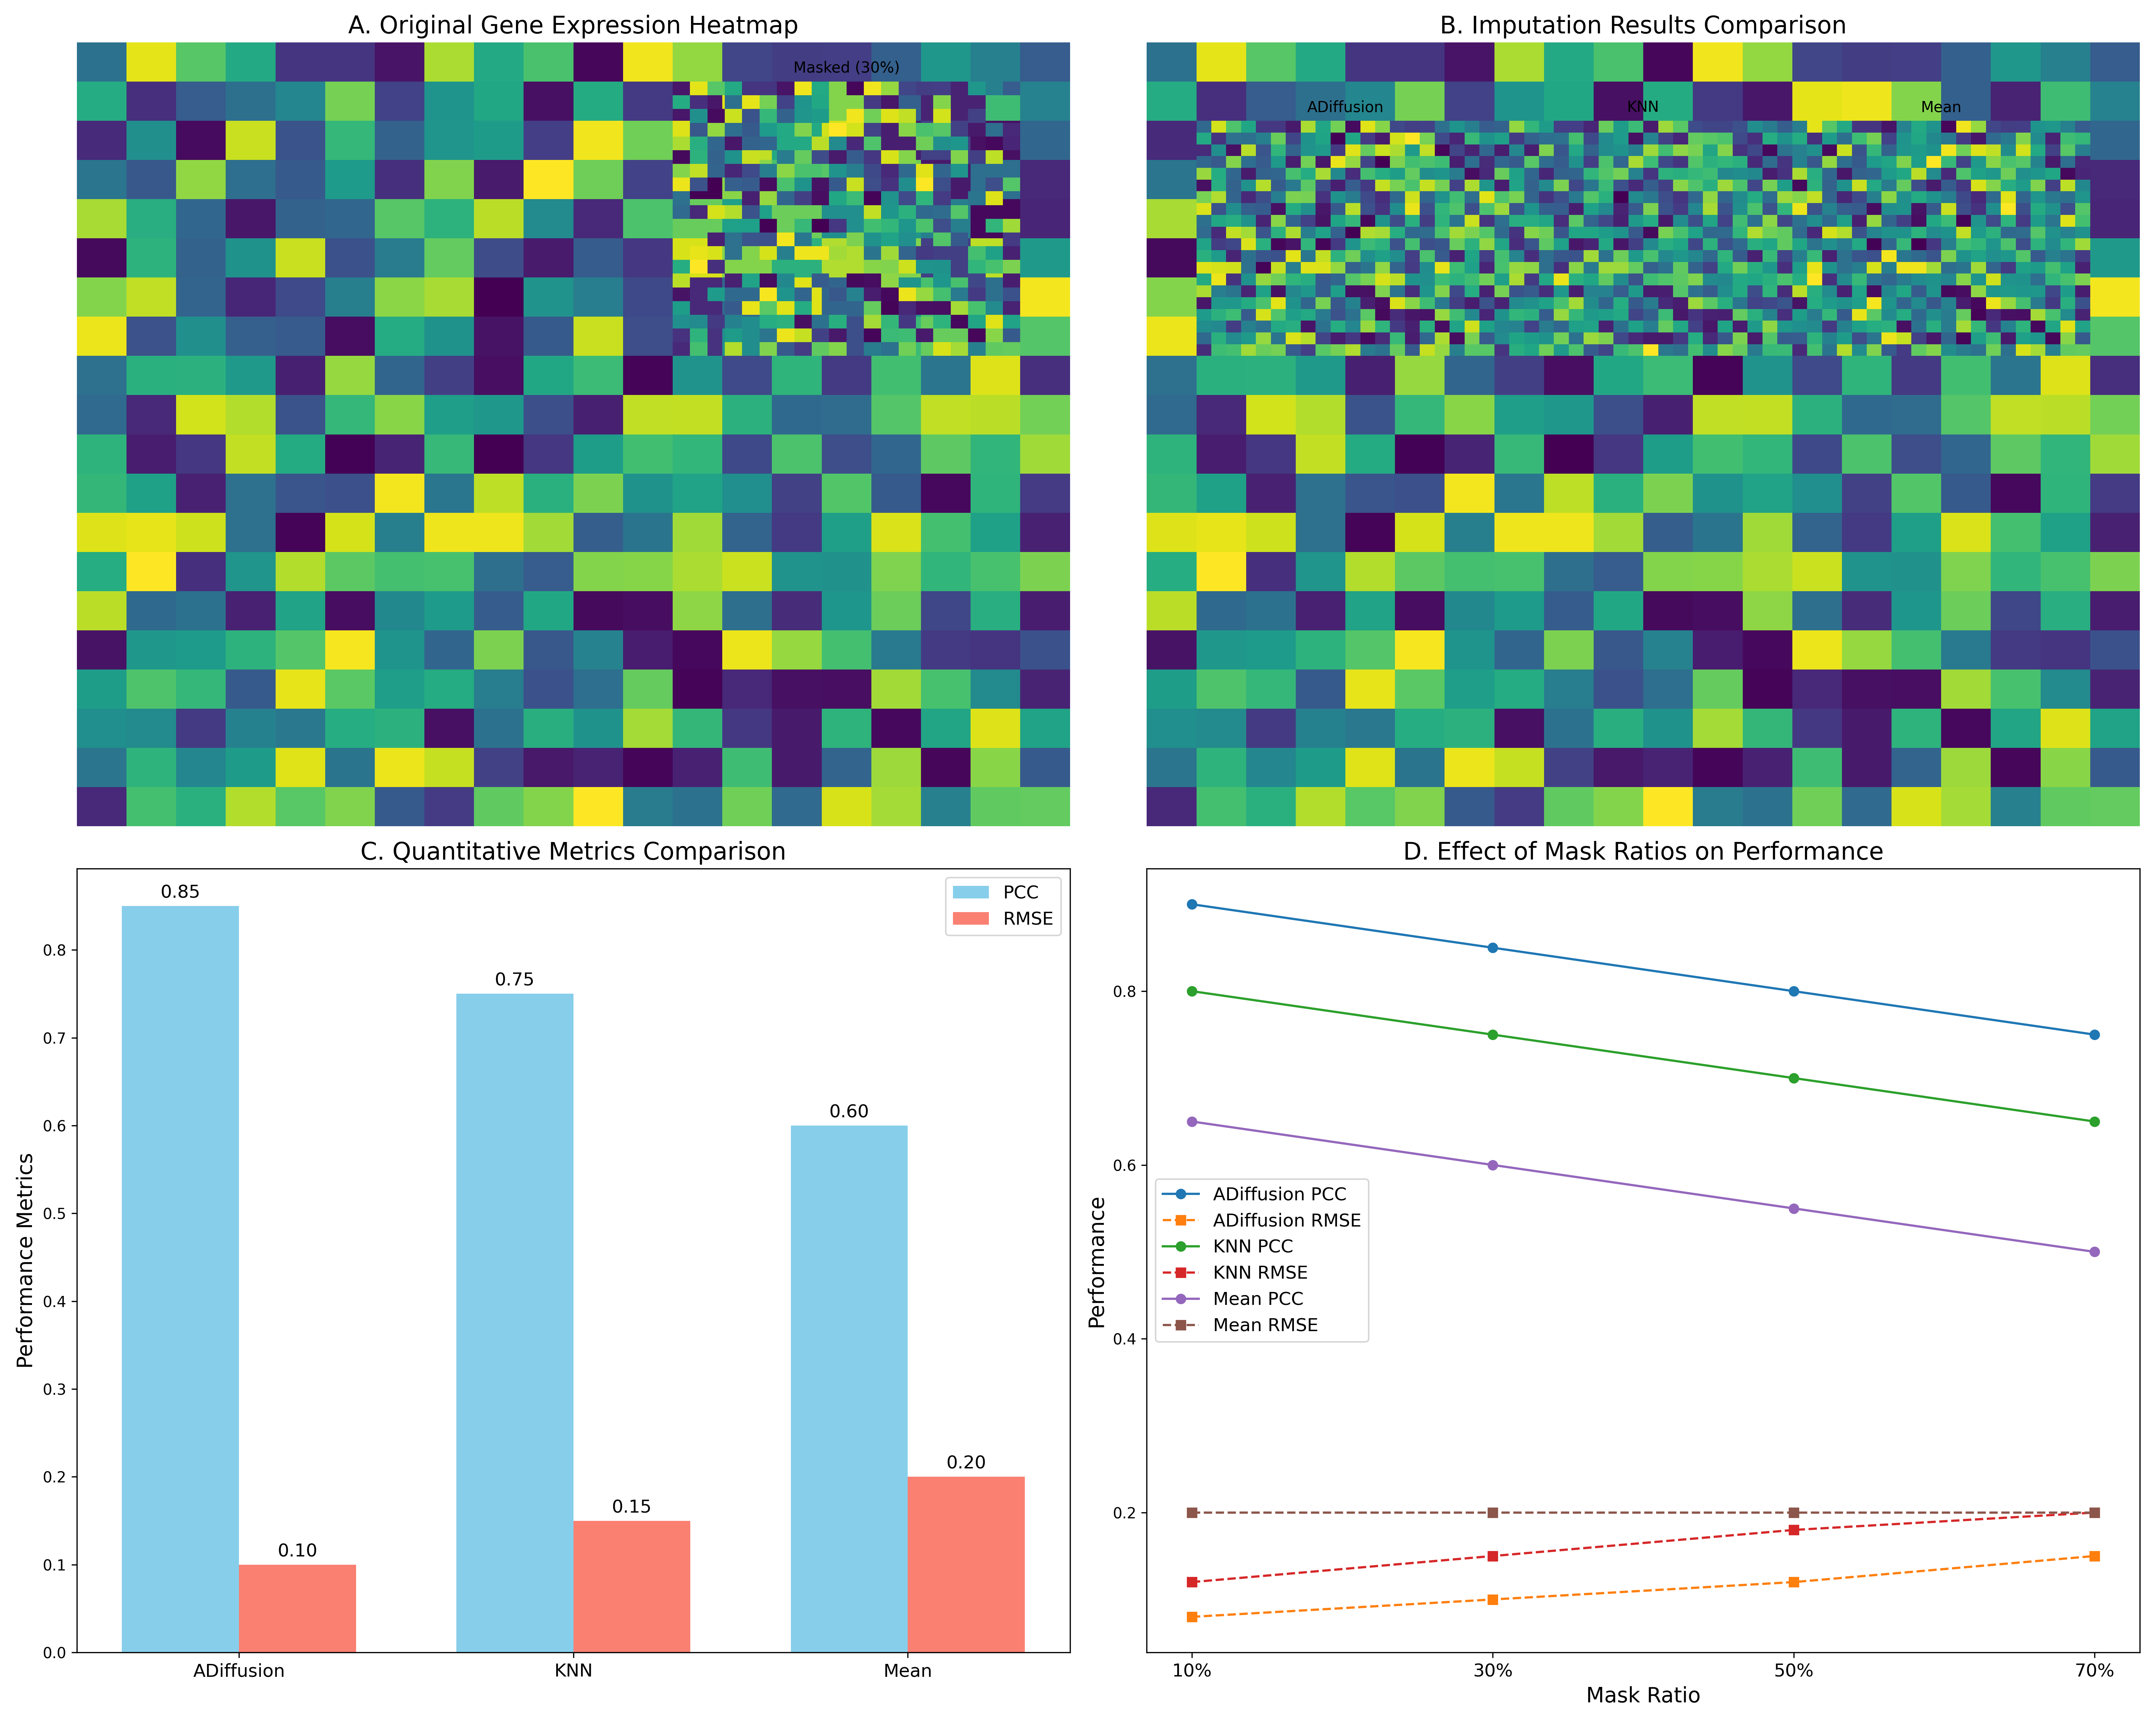 A. Original Gene Expression Heatmap
Masked (30%)
B. Imputation Results Comparison
ADiffusion
KNN
Mean
C. Quantitative Metrics Comparison
Performance Metrics
0.8
0.7
0.6
0.5
0.4
0.3
0.2
0.1
0.0
0.85
0.10
0.75
0.15
0.60
0.20
PCC
RMSE
ADiffusion
KNN
Mean
D. Effect of Mask Ratios on Performance
Performance
0.8
0.6
0.4
0.2
ADiffusion PCC
ADiffusion RMSE
KNN PCC
KNN RMSE
Mean PCC
Mean RMSE
10%
30%
50%
70%
Mask Ratio